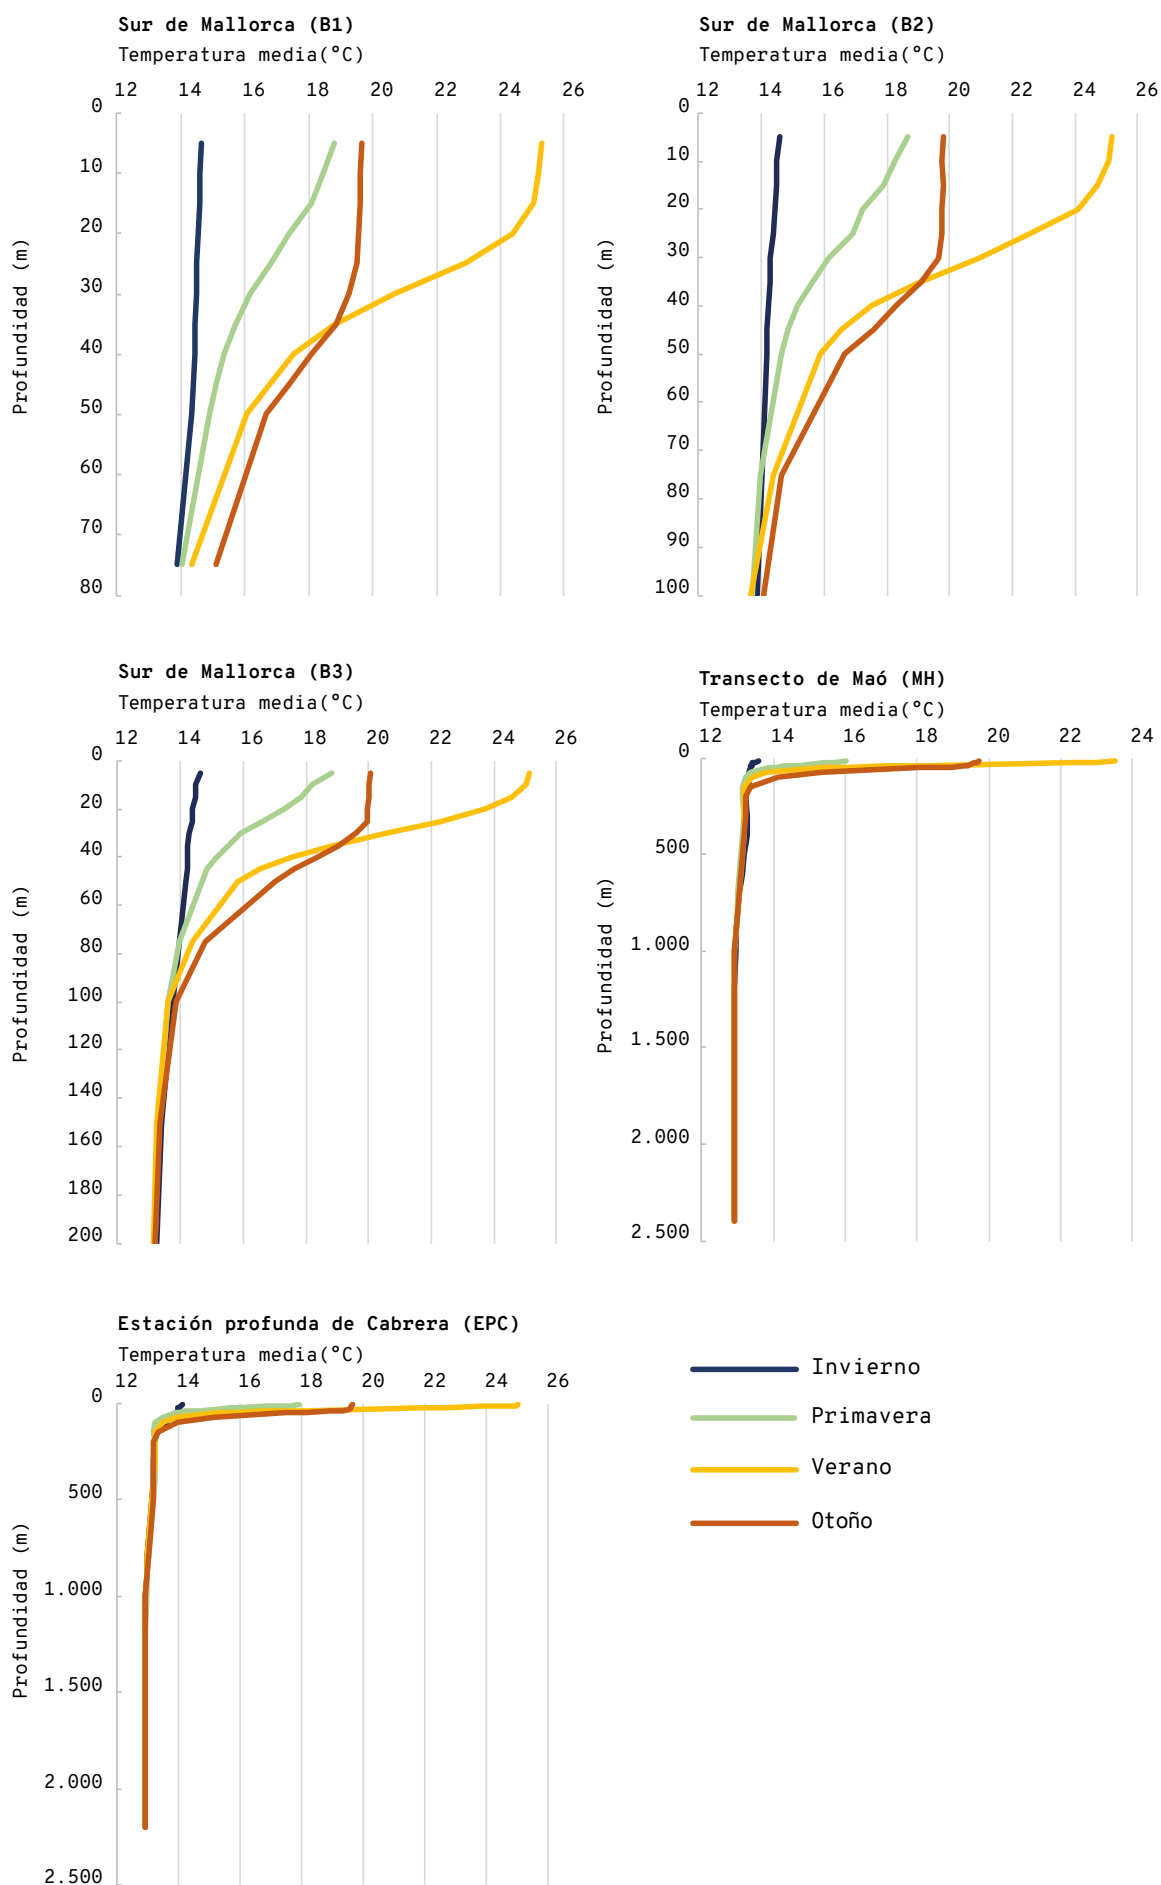 Sur de Mallorca (B1)
Temperatura media(°C)
12 14 16 18 20 22 24 26
0
10
20
30
40
50
60
70
80
Profundidad (m)
Sur de Mallorca (B2)
Temperatura media(°C)
12 14 16 18 20 22 24 26
0
10
20
30
40
50
60
70
80
90
100
Profundidad (m)
Sur de Mallorca (B3)
Temperatura media(°C)
12 14 16 18 20 22 24 26
0
20
40
60
80
100
120
140
160
180
200
Profundidad (m)
Transecto de Maó (MH)
Temperatura media(°C)
12 14 16 18 20 22 24
0
500
1.000
1.500
2.000
2.500
Profundidad (m)
Estación profunda de Cabrera (EPC)
Temperatura media(°C)
12 14 16 18 20 22 24 26
0
500
1.000
1.500
2.000
2.500
Profundidad (m)
Invierno
Primavera
Verano
Otoño